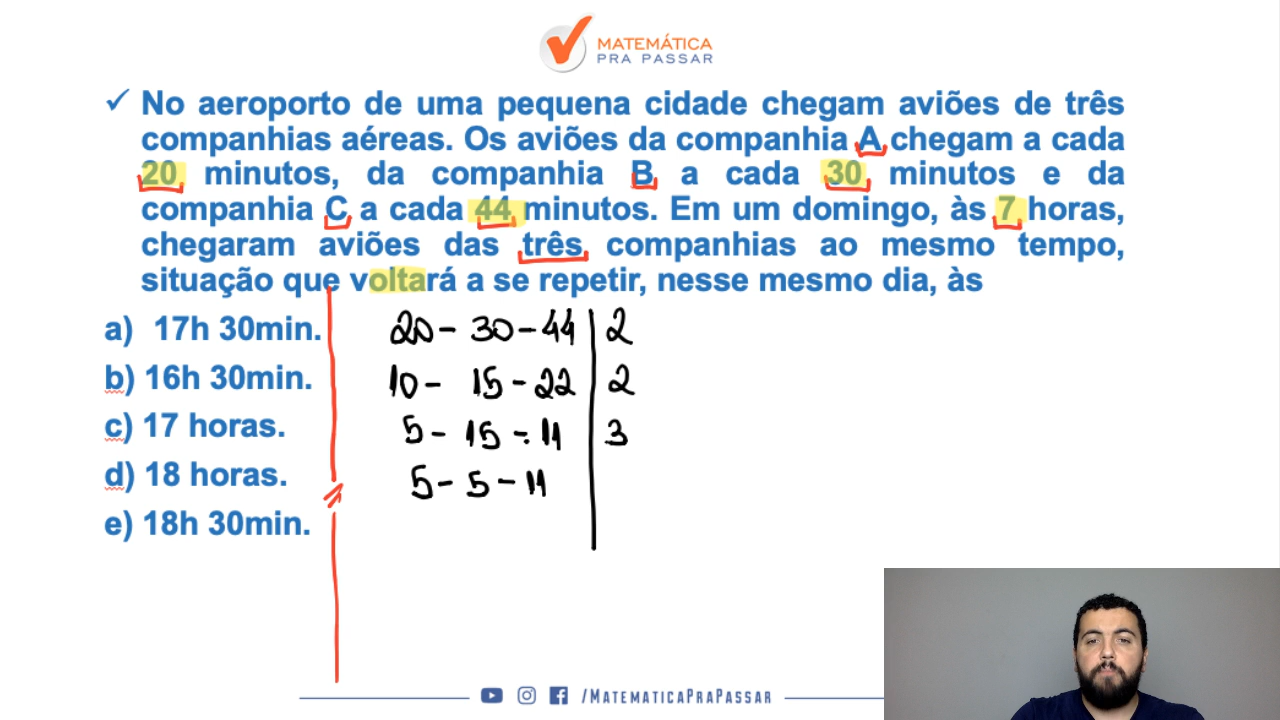 MATEMÁTICA
PRA PASSAR
✓ No aeroporto de uma pequena cidade chegam aviões de três
companhias aéreas. Os aviões da companhia A chegam a cada
20 minutos, da companhia B a cada 30 minutos e da
companhia C a cada 44 minutos. Em um domingo, às 7 horas,
chegaram aviões das três companhias ao mesmo tempo,
situação que voltará a se repetir, nesse mesmo dia, às
a) 17h 30min.
b) 16h 30min.
c) 17 horas.
d) 18 horas.
e) 18h 30min.
20 - 30 - 44 | 2
10 - 15 - 22 | 2
5 - 15 - 11 | 3
5 - 5 - 11
/MATEMATICAPRAPASSAR